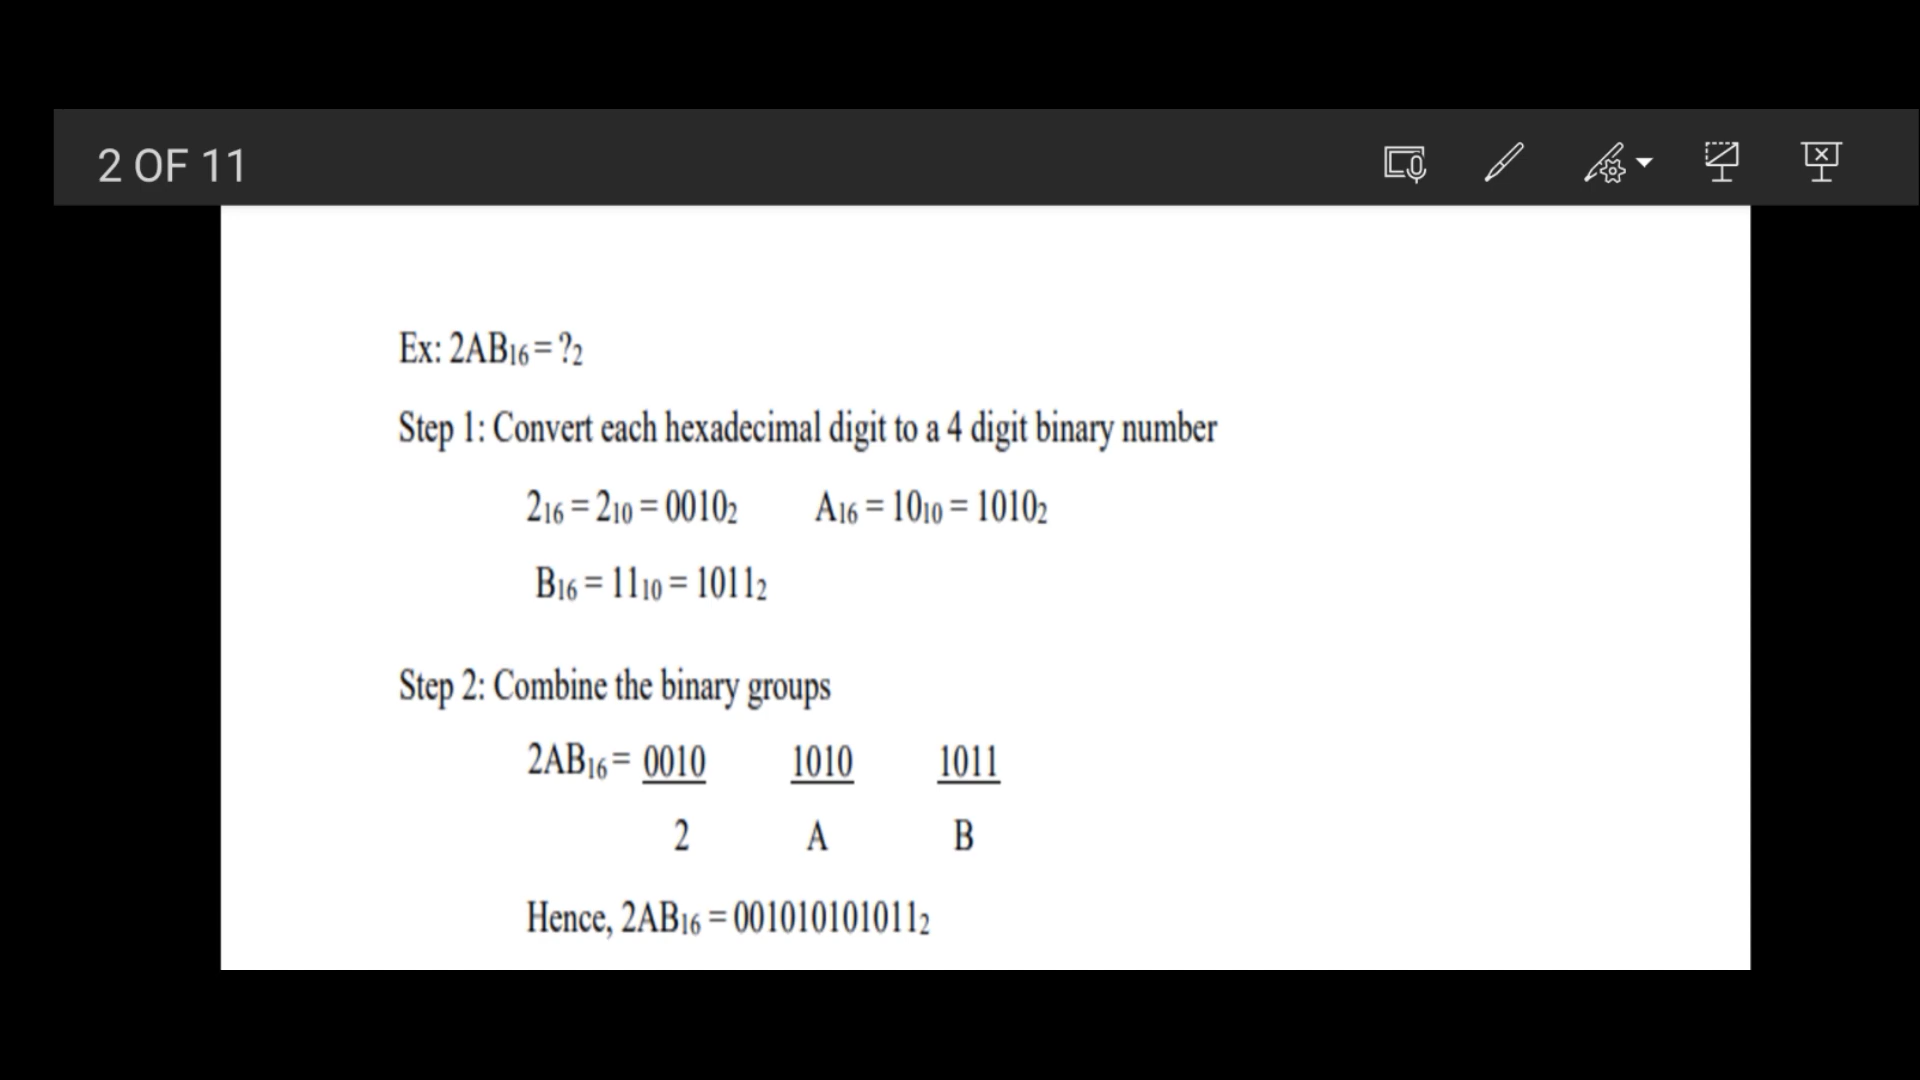 2 OF 11
Ex: 2AB₁₆ = ?₂
Step 1: Convert each hexadecimal digit to a 4 digit binary number
2₁₆ = 2₁₀ = 0010₂ A₁₆ = 10₁₀ = 1010₂
B₁₆ = 11₁₀ = 1011₂
Step 2: Combine the binary groups
2AB₁₆ = 0010 1010 1011
2 A B
Hence, 2AB₁₆ = 001010101011₂